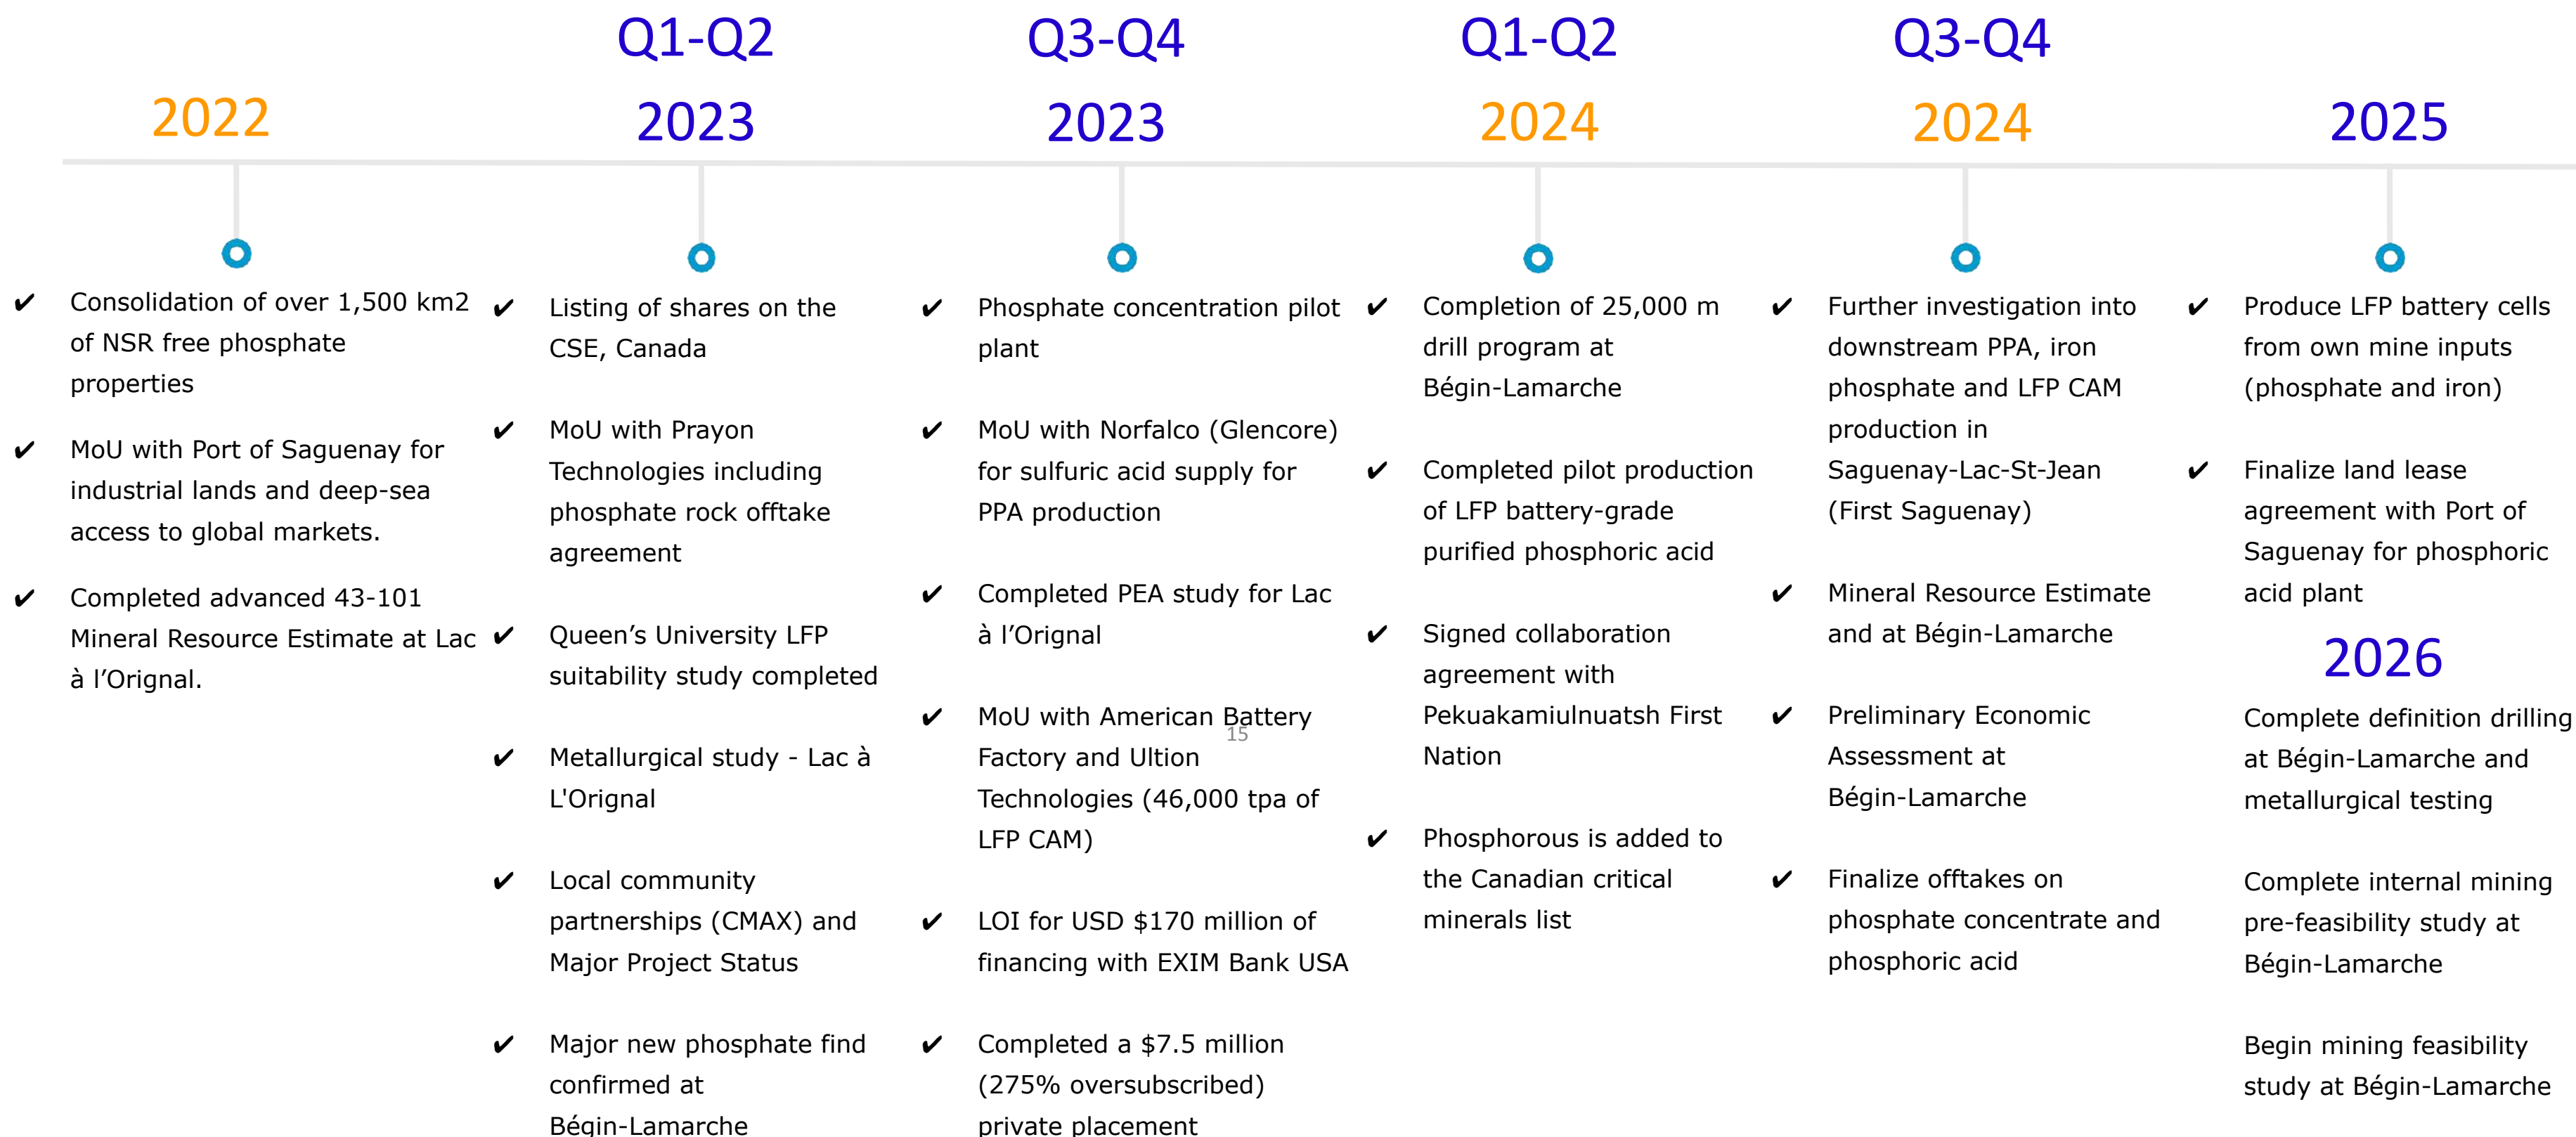 2022
✔ Consolidation of over 1,500 km2
of NSR free phosphate
properties
✔ MoU with Port of Saguenay for
industrial lands and deep-sea
access to global markets.
✔ Completed advanced 43-101
Mineral Resource Estimate at Lac
à l’Orignal.
Q1-Q2
2023
✔ Listing of shares on the
CSE, Canada
✔ MoU with Prayon
Technologies including
phosphate rock offtake
agreement
✔ Queen’s University LFP
suitability study completed
✔ Metallurgical study - Lac à
L'Orignal
✔ Local community
partnerships (CMAX) and
Major Project Status
✔ Major new phosphate find
confirmed at
Bégin-Lamarche
Q3-Q4
2023
✔ Phosphate concentration pilot
plant
✔ MoU with Norfalco (Glencore)
for sulfuric acid supply for
PPA production
✔ Completed PEA study for Lac
à l’Orignal
✔ MoU with American Battery
Factory and Ultion
Technologies (46,000 tpa of
LFP CAM)
✔ LOI for USD $170 million of
financing with EXIM Bank USA
✔ Completed a $7.5 million
(275% oversubscribed)
private placement
15
Q1-Q2
2024
✔ Completion of 25,000 m
drill program at
Bégin-Lamarche
✔ Completed pilot production
of LFP battery-grade
purified phosphoric acid
✔ Signed collaboration
agreement with
Pekuakamiulnuatsh First
Nation
✔ Phosphorous is added to
the Canadian critical
minerals list
Q3-Q4
2024
✔ Further investigation into
downstream PPA, iron
phosphate and LFP CAM
production in
Saguenay-Lac-St-Jean
(First Saguenay)
✔ Mineral Resource Estimate
and at Bégin-Lamarche
✔ Preliminary Economic
Assessment at
Bégin-Lamarche
✔ Finalize offtakes on
phosphate concentrate and
phosphoric acid
2025
✔ Produce LFP battery cells
from own mine inputs
(phosphate and iron)
✔ Finalize land lease
agreement with Port of
Saguenay for phosphoric
acid plant
2026
Complete definition drilling
at Bégin-Lamarche and
metallurgical testing
Complete internal mining
pre-feasibility study at
Bégin-Lamarche
Begin mining feasibility
study at Bégin-Lamarche